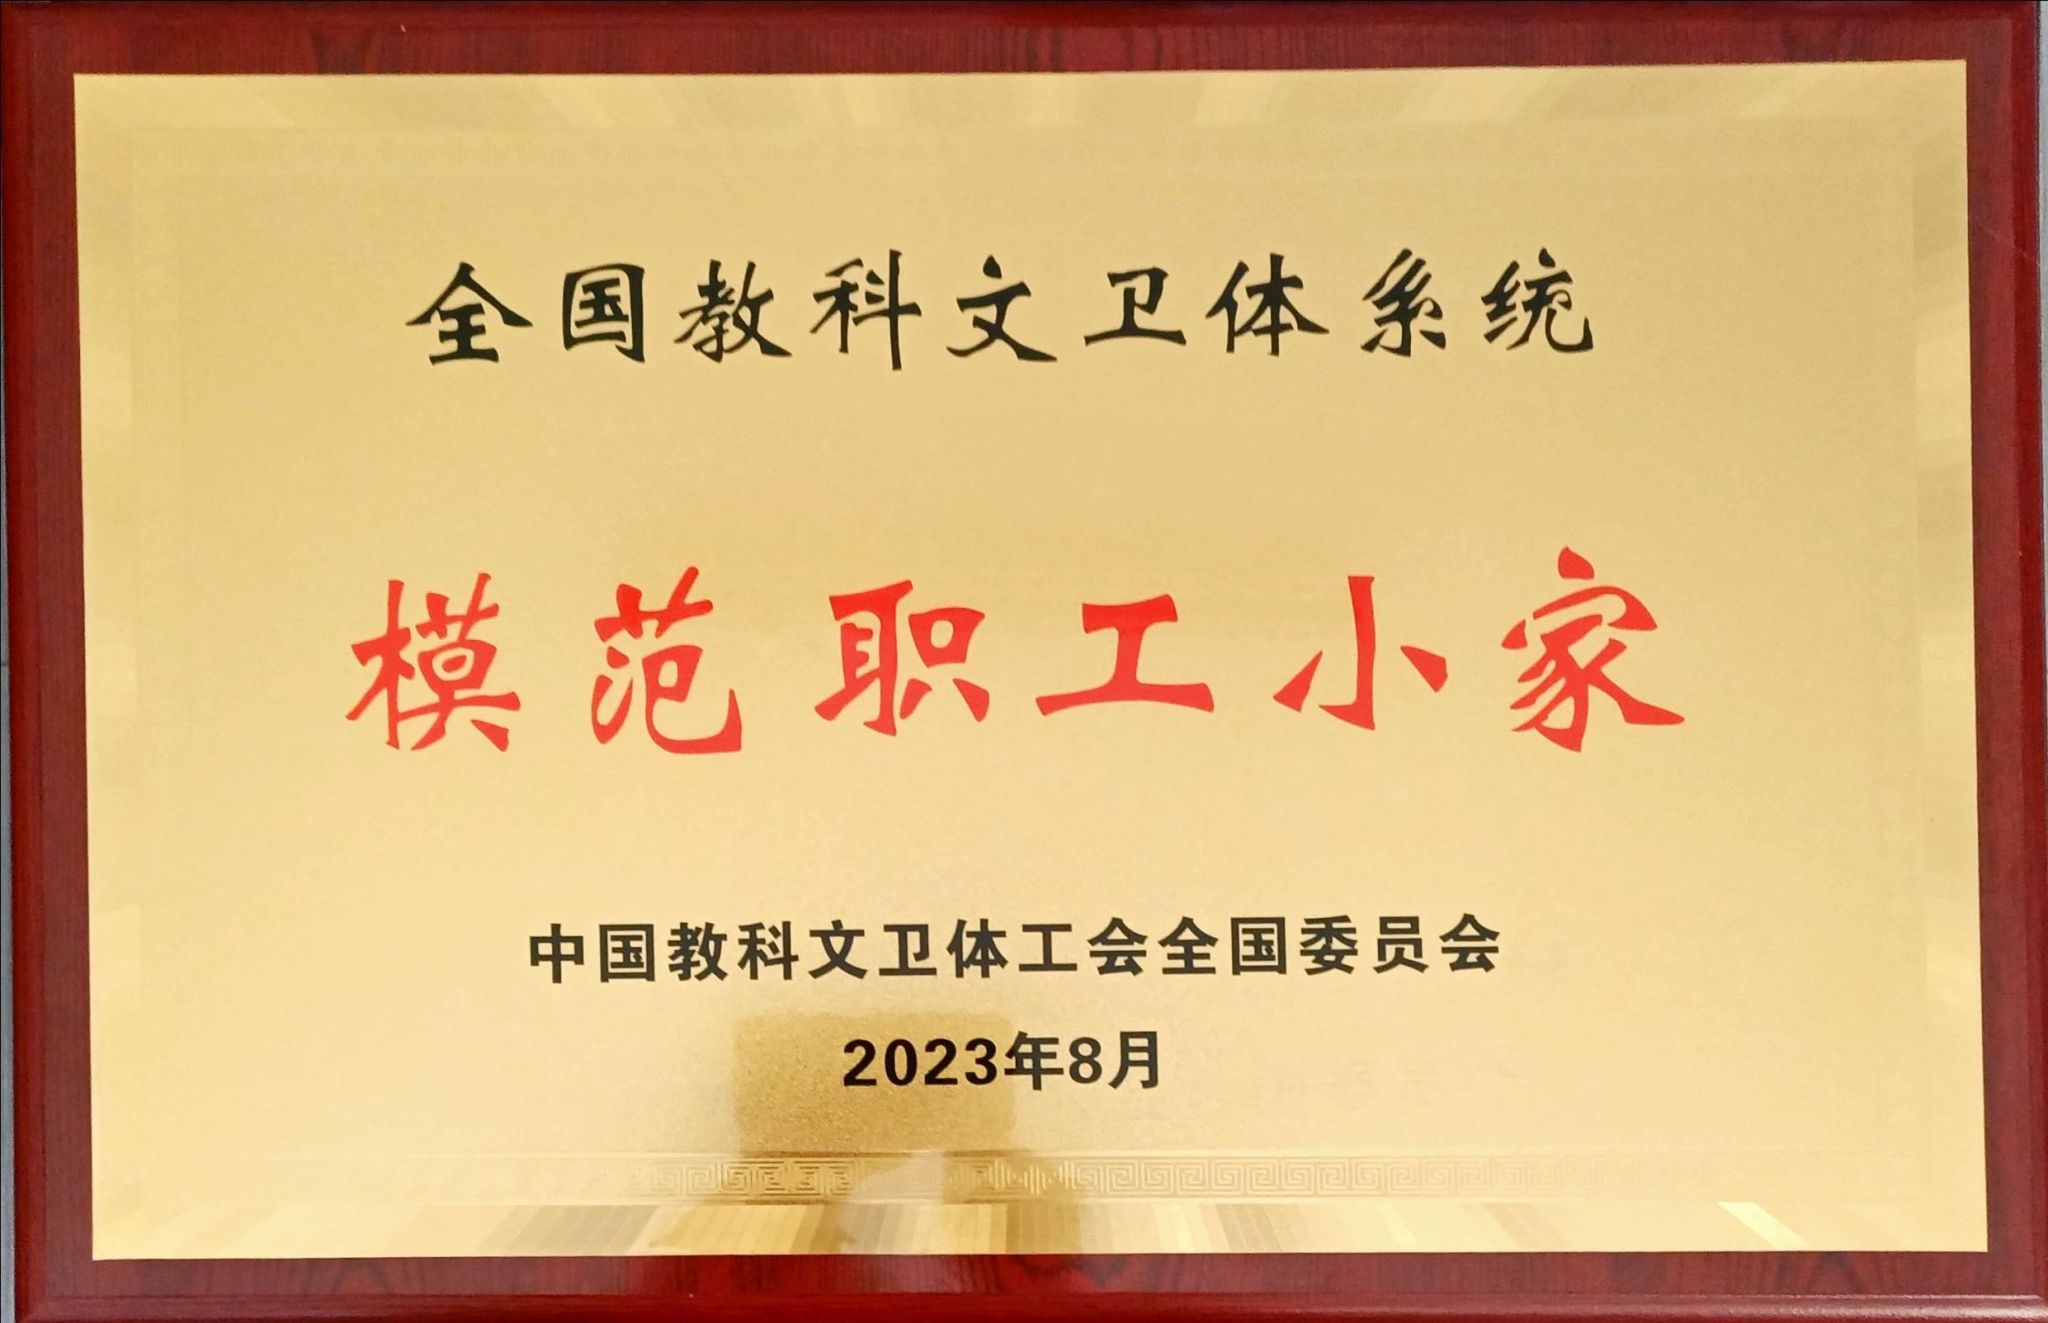 全国教科文卫体系统
模范职工小家
中国教科文卫体工会全国委员会
2023年8月